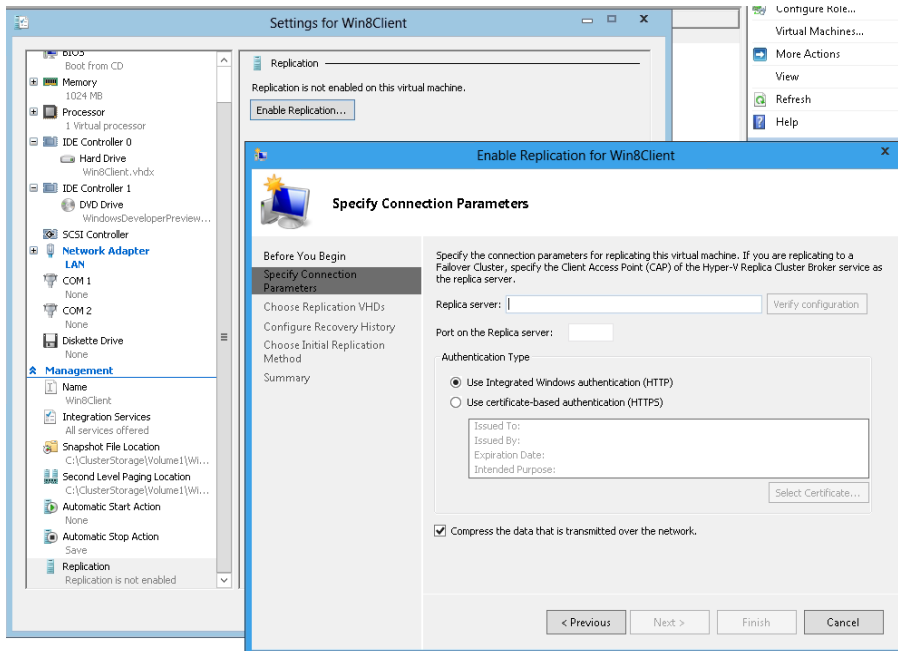 Settings for Win8Client
BIOS
Boot from CD
Memory
1024 MB
Processor
1 Virtual processor
IDE Controller 0
Hard Drive
Win8Client.vhdx
IDE Controller 1
DVD Drive
WindowsDeveloperPreview...
SCSI Controller
Network Adapter
LAN
COM 1
None
COM 2
None
Diskette Drive
None
Management
Name
Win8Client
Integration Services
All services offered
Snapshot File Location
C:\ClusterStorage\Volume1\Wi...
Second Level Paging Location
C:\ClusterStorage\Volume1\Wi...
Automatic Start Action
None
Automatic Stop Action
Save
Replication
Replication is not enabled
Replication
Replication is not enabled on this virtual machine.
Enable Replication...
Configure Role...
Virtual Machines...
More Actions
View
Refresh
Help
Enable Replication for Win8Client
Specify Connection Parameters
Before You Begin
Specify Connection
Parameters
Choose Replication VHDs
Configure Recovery History
Choose Initial Replication
Method
Summary
Specify the connection parameters for replicating this virtual machine. If you are replicating to a
Failover Cluster, specify the Client Access Point (CAP) of the Hyper-V Replica Cluster Broker service as
the replica server.
Replica server:
Verify configuration
Port on the Replica server:
Authentication Type
Use Integrated Windows authentication (HTTP)
Use certificate-based authentication (HTTPS)
Issued To:
Issued By:
Expiration Date:
Intended Purpose:
Select Certificate...
Compress the data that is transmitted over the network.
< Previous
Next >
Finish
Cancel